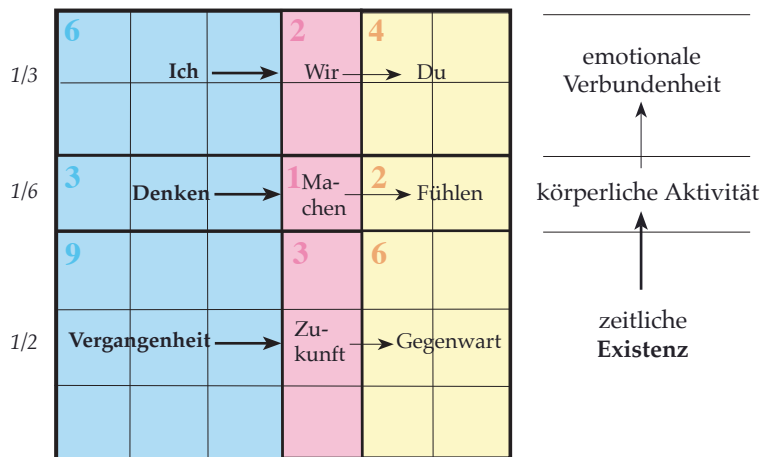 6 2 4
1/3 Ich Wir Du
emotionale
Verbundenheit
3 1 2
1/6 Denken Ma-
chen Fühlen
körperliche Aktivität
9 3 6
1/2 Vergangenheit Zu-
kunft Gegenwart
zeitliche
Existenz